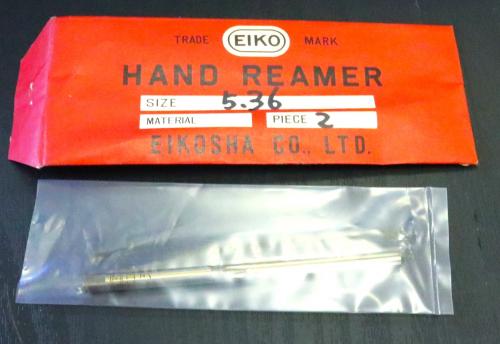 TRADE EIKO MARK
HAND REAMER
SIZE 5.36
MATERIAL PIECE 2
EIKOSHA CO., LTD.